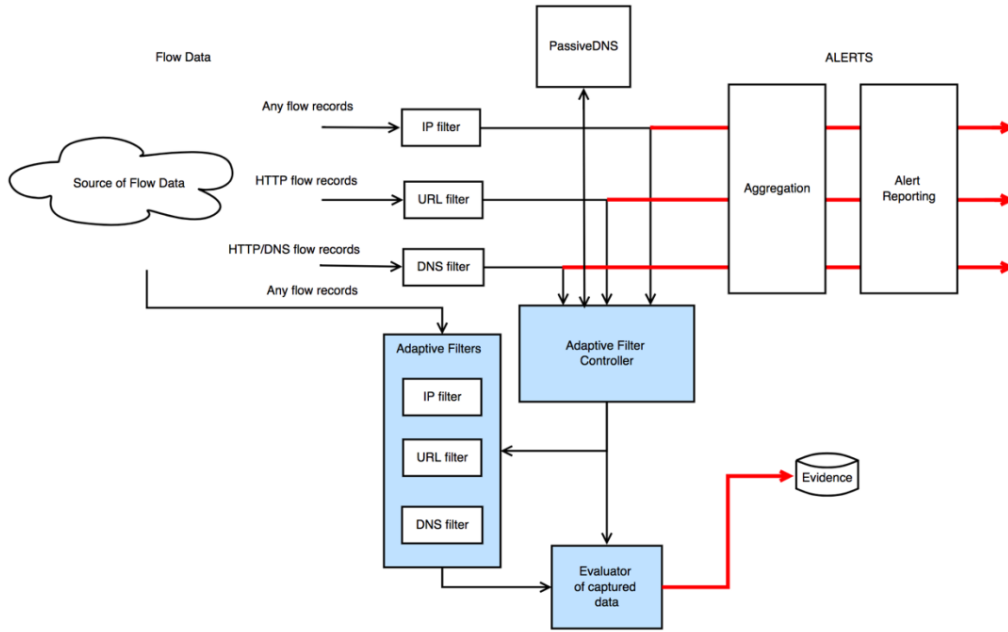 PassiveDNS
Flow Data
ALERTS
Any flow records
IP filter
Source of Flow Data
HTTP flow records
URL filter
Aggregation
Alert
Reporting
HTTP/DNS flow records
DNS filter
Any flow records
Adaptive Filters
Adaptive Filter
Controller
IP filter
URL filter
Evidence
DNS filter
Evaluator
of captured
data